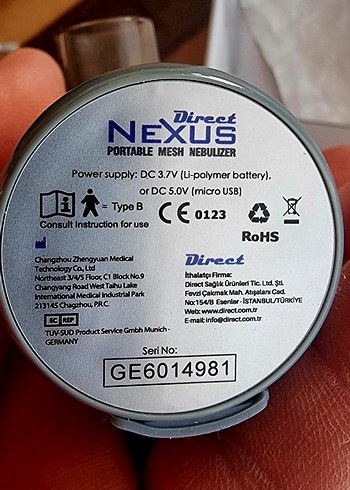 Direct
NEXUS
PORTABLE MESH NEBULIZER
Power supply: DC 3.7V (Li-polymer battery),
or DC 5.0V (micro USB)
i = Type B CE 0123
Consult instruction for use
RoHS
Changzhou Zhengyuan Medical
Technology Co., Ltd
Northeast 3/4/5 Floor, C1 Block No.9
Changyang Road West Taihu Lake
International Medical Industrial Park
213145 Chagzhou, P.R.C.
EC REP
TUV-SUD Product Service Gmbh Munich -
GERMANY
Direct
İthalatçı Firma:
Direct Sağlık Ürünleri Tic. Ltd. Şti.
Fevzi Çakmak Mah. Atışalanı Cad.
No:154/B Esenler - İSTANBUL/TÜRKİYE
Web: www.direct.com.tr
E-mail: info@direct.com.tr
Seri No:
GE6014981